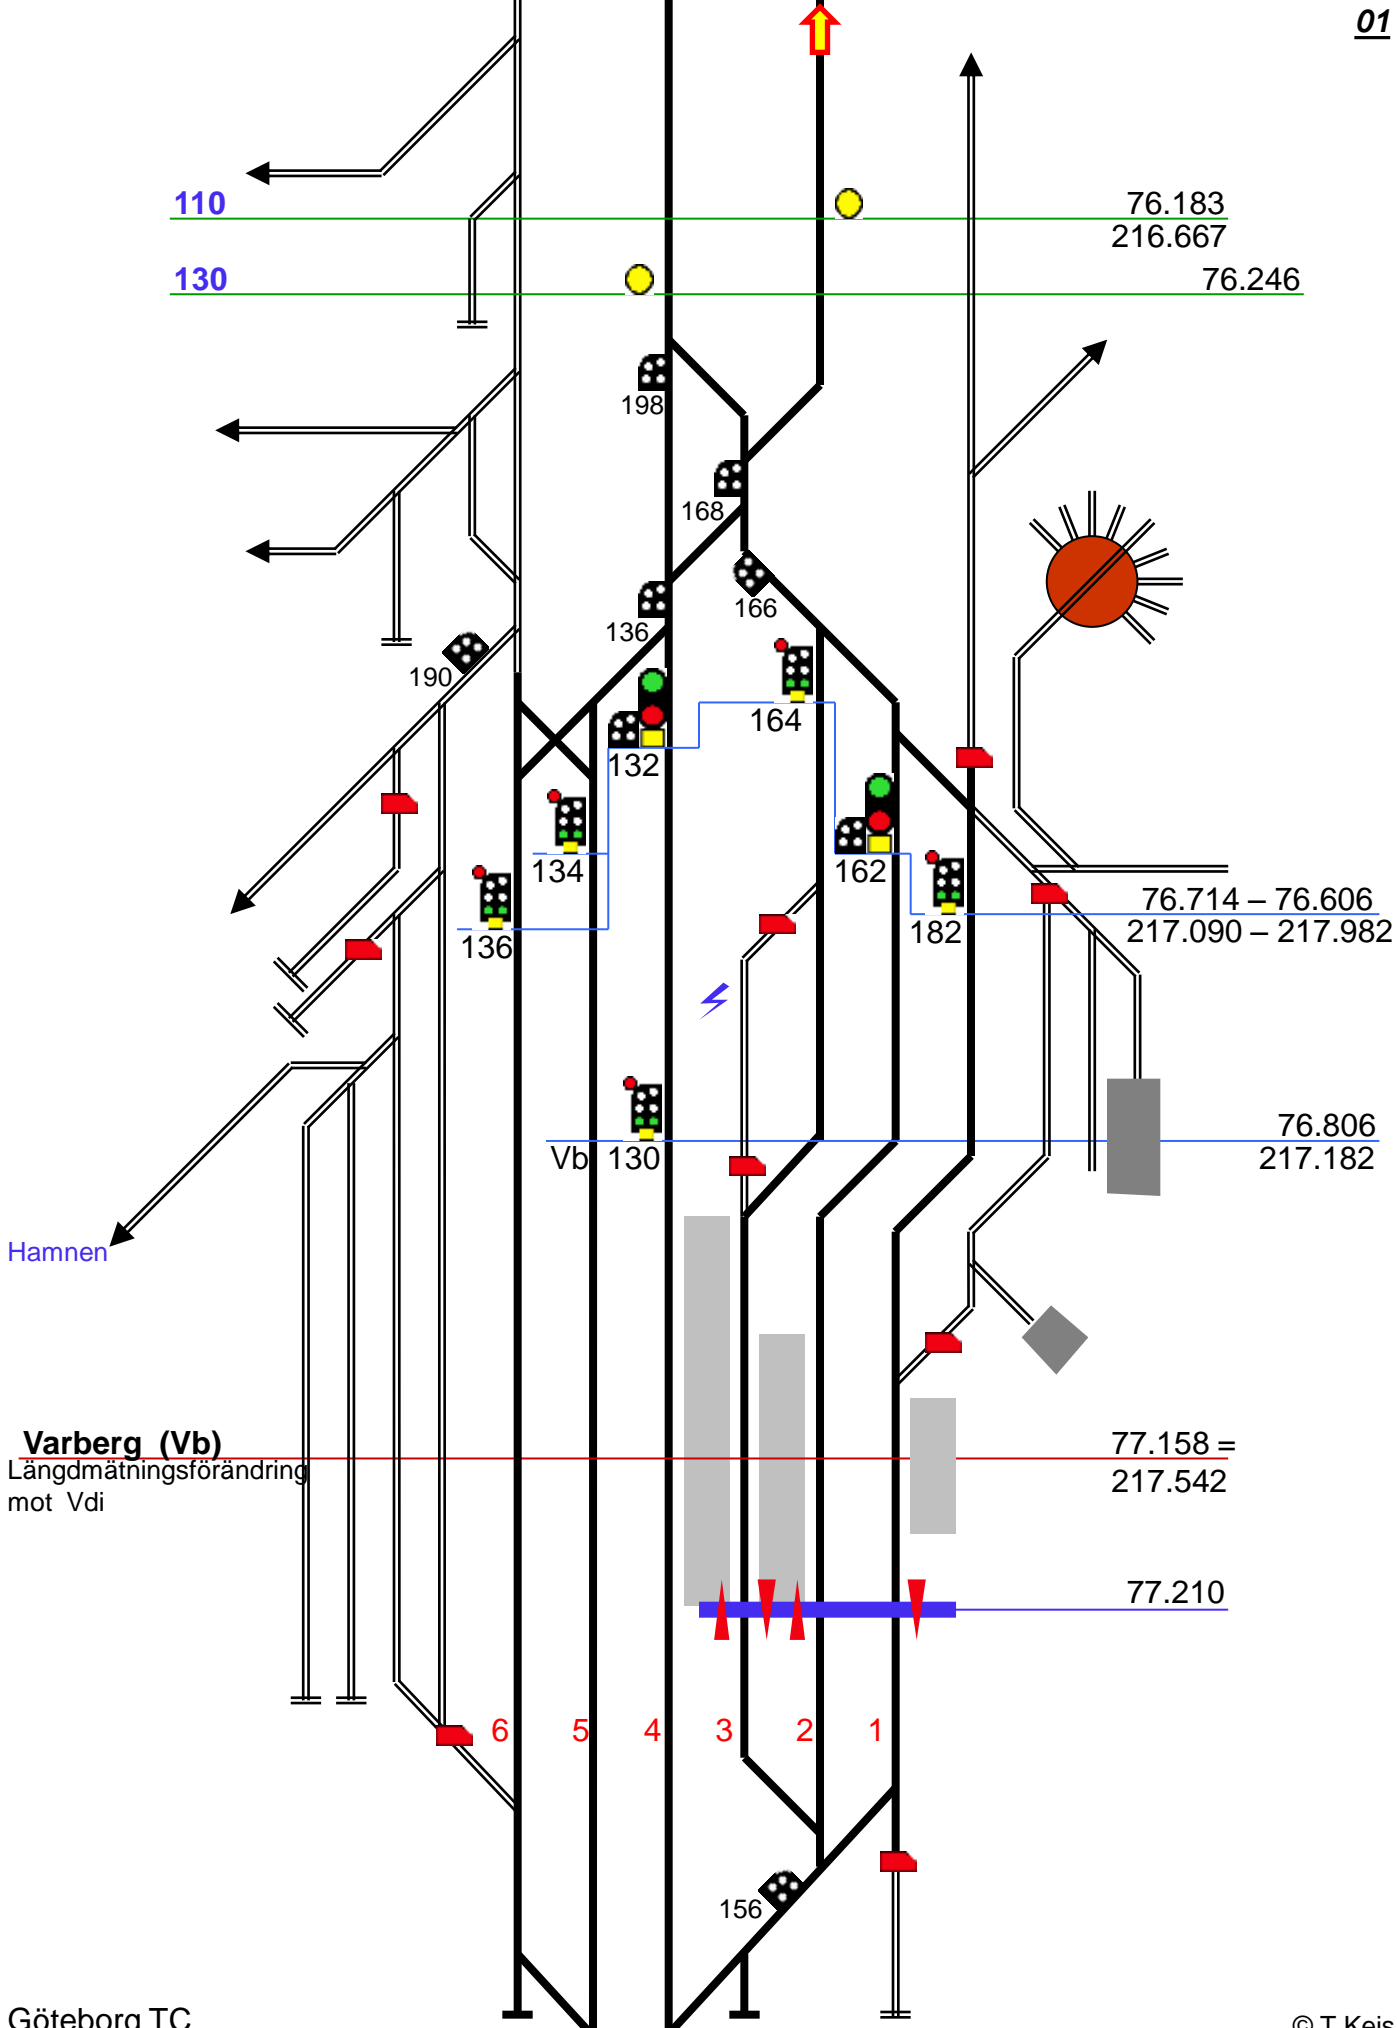 01
110
76.183
216.667
130
76.246
198
168
166
136
190
164
132
134
162
76.714 – 76.606
136
182
217.090 – 217.982
76.806
Vb 130
217.182
Hamnen
Varberg (Vb)
77.158 =
Längdmätningsförändring
217.542
mot Vdi
77.210
6 5 4 3 2 1
156
Göteborg TC
© T Keis